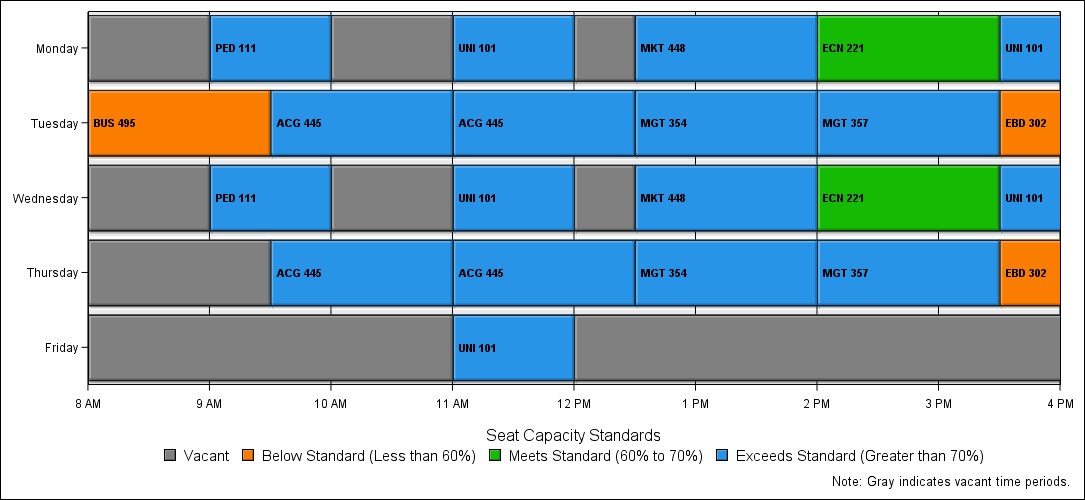 Monday PED 111 UNI 101 MKT 448 ECN 221 UNI 101
Tuesday BUS 495 ACG 445 ACG 445 MGT 354 MGT 357 EBD 302
Wednesday PED 111 UNI 101 MKT 448 ECN 221 UNI 101
Thursday ACG 445 ACG 445 MGT 354 MGT 357 EBD 302
Friday UNI 101
8 AM 9 AM 10 AM 11 AM 12 PM 1 PM 2 PM 3 PM 4 PM
Seat Capacity Standards
Vacant Below Standard (Less than 60%) Meets Standard (60% to 70%) Exceeds Standard (Greater than 70%)
Note: Gray indicates vacant time periods.